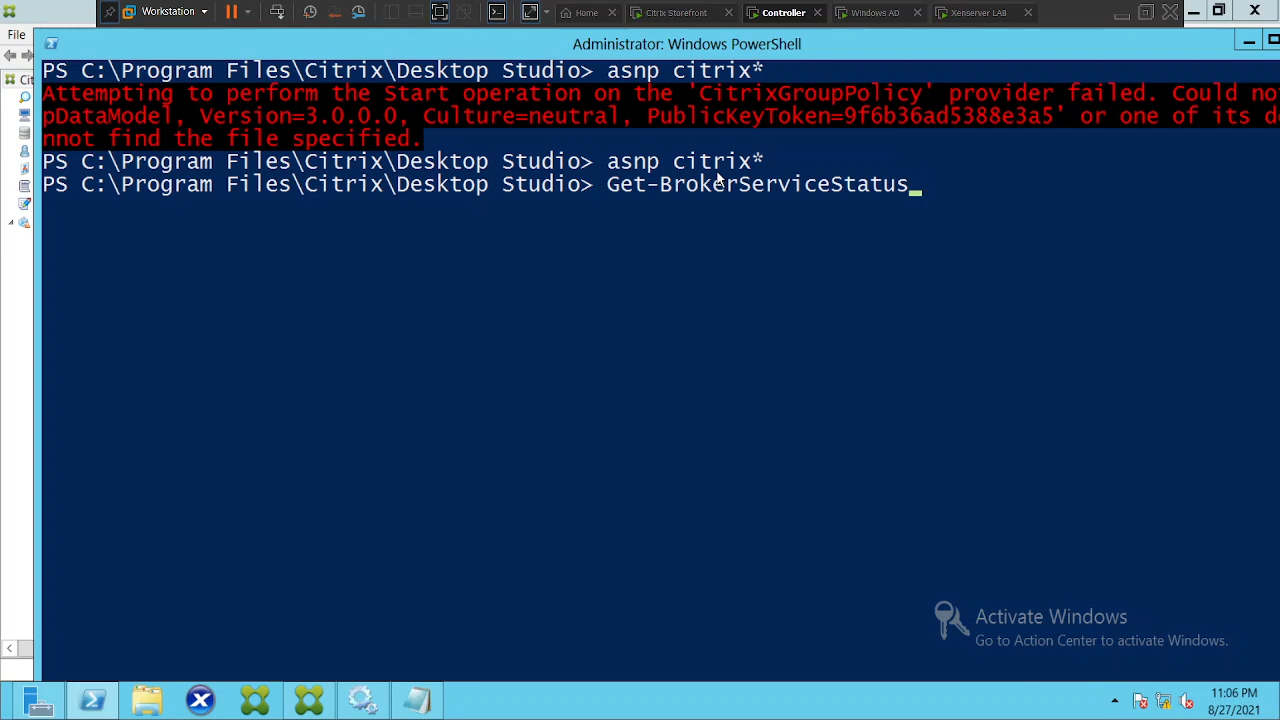 Workstation
Home
Citrix Storefront
Controller
Windows AD
Xenserver LAB
File
Administrator: Windows PowerShell
Cit
PS C:\Program Files\Citrix\Desktop Studio> asnp citrix*
Attempting to perform the Start operation on the 'CitrixGroupPolicy' provider failed. Could no
pDataModel, Version=3.0.0.0, Culture=neutral, PublicKeyToken=9f6b36ad5388e3a5' or one of its d
nnot find the file specified.
PS C:\Program Files\Citrix\Desktop Studio> asnp citrix*
PS C:\Program Files\Citrix\Desktop Studio> Get-BrokerServiceStatus_
Activate Windows
Go to Action Center to activate Windows.
11:06 PM
8/27/2021